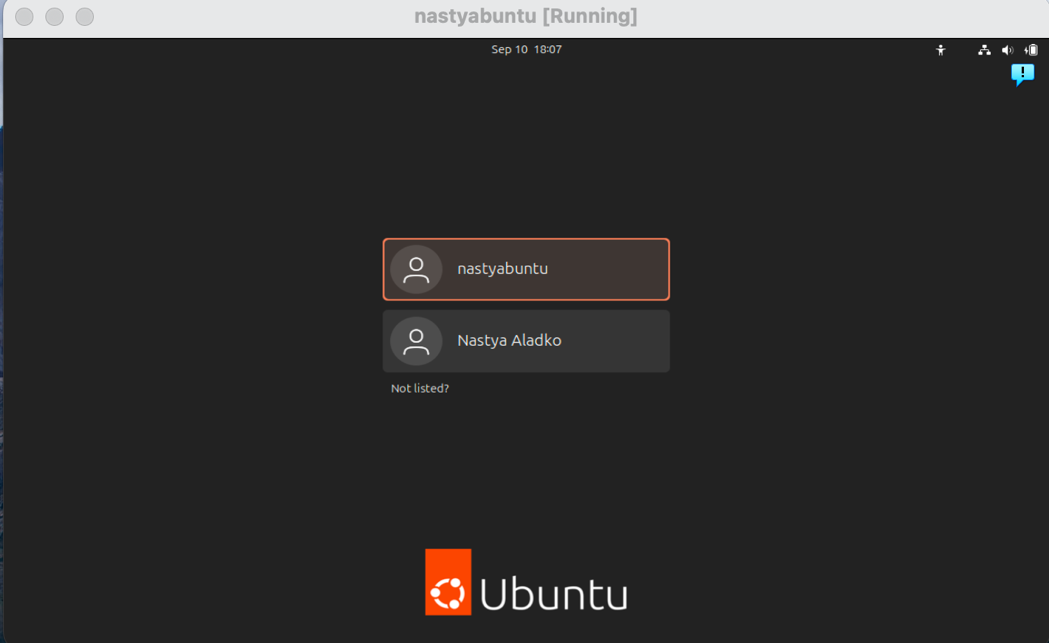 nastyabuntu [Running]
Sep 10 18:07
nastyabuntu
Nastya Aladko
Not listed?
Ubuntu